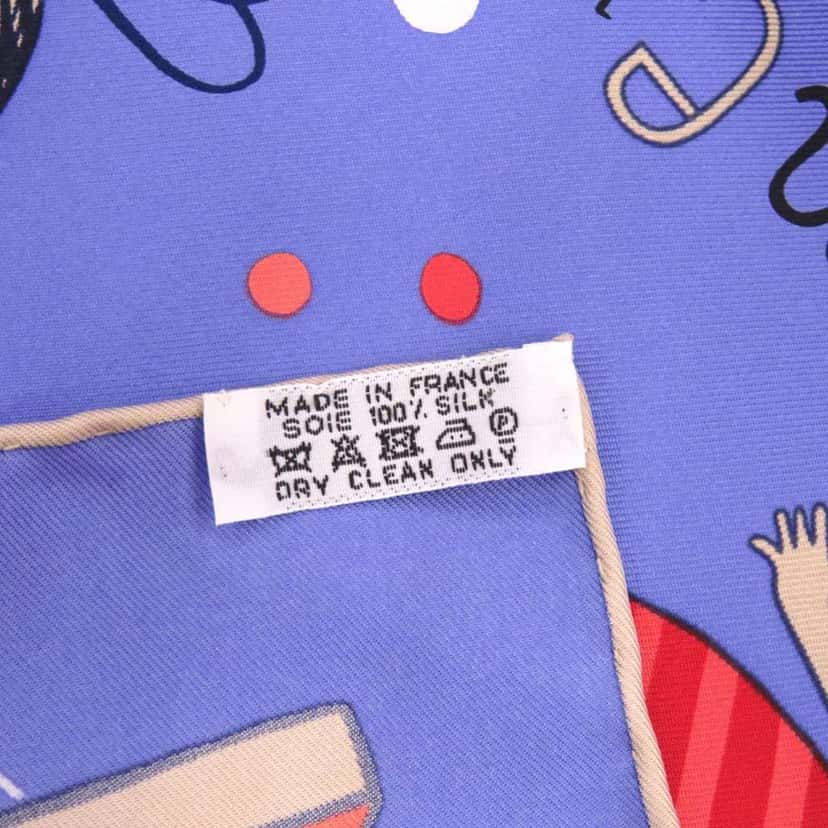 MADE IN FRANCE
SOIE 100% SILK
P
DRY CLEAN ONLY